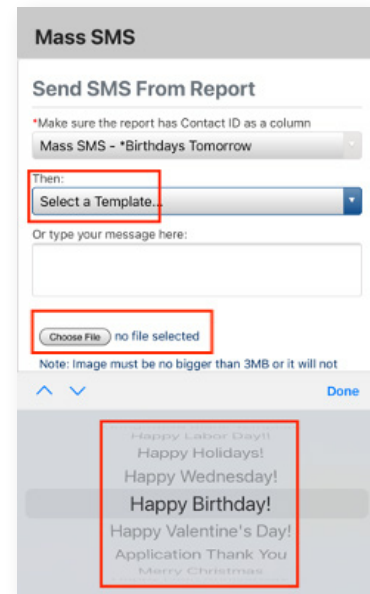 Mass SMS
Send SMS From Report
*Make sure the report has Contact ID as a column
Mass SMS - *Birthdays Tomorrow
Then:
Select a Template...
Or type your message here:
Choose File no file selected
Note: Image must be no bigger than 3MB or it will not
Done
Happy Labor Day!!
Happy Holidays!
Happy Wednesday!
Happy Birthday!
Happy Valentine's Day!
Application Thank You
Merry Christmas